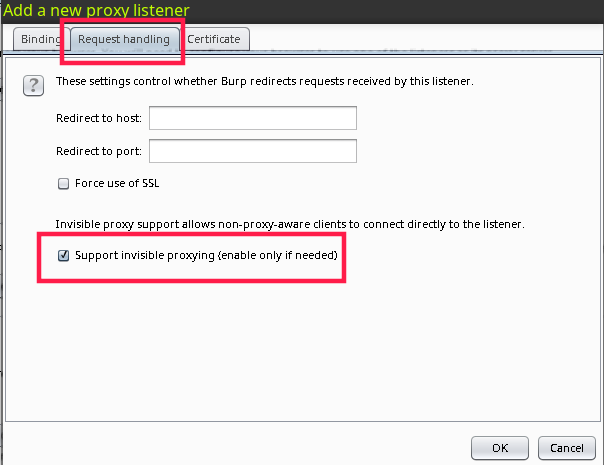 Add a new proxy listener
Binding Request handling Certificate
?
These settings control whether Burp redirects requests received by this listener.
Redirect to host:
Redirect to port:
Force use of SSL
Invisible proxy support allows non-proxy-aware clients to connect directly to the listener.
Support invisible proxying (enable only if needed)
OK Cancel